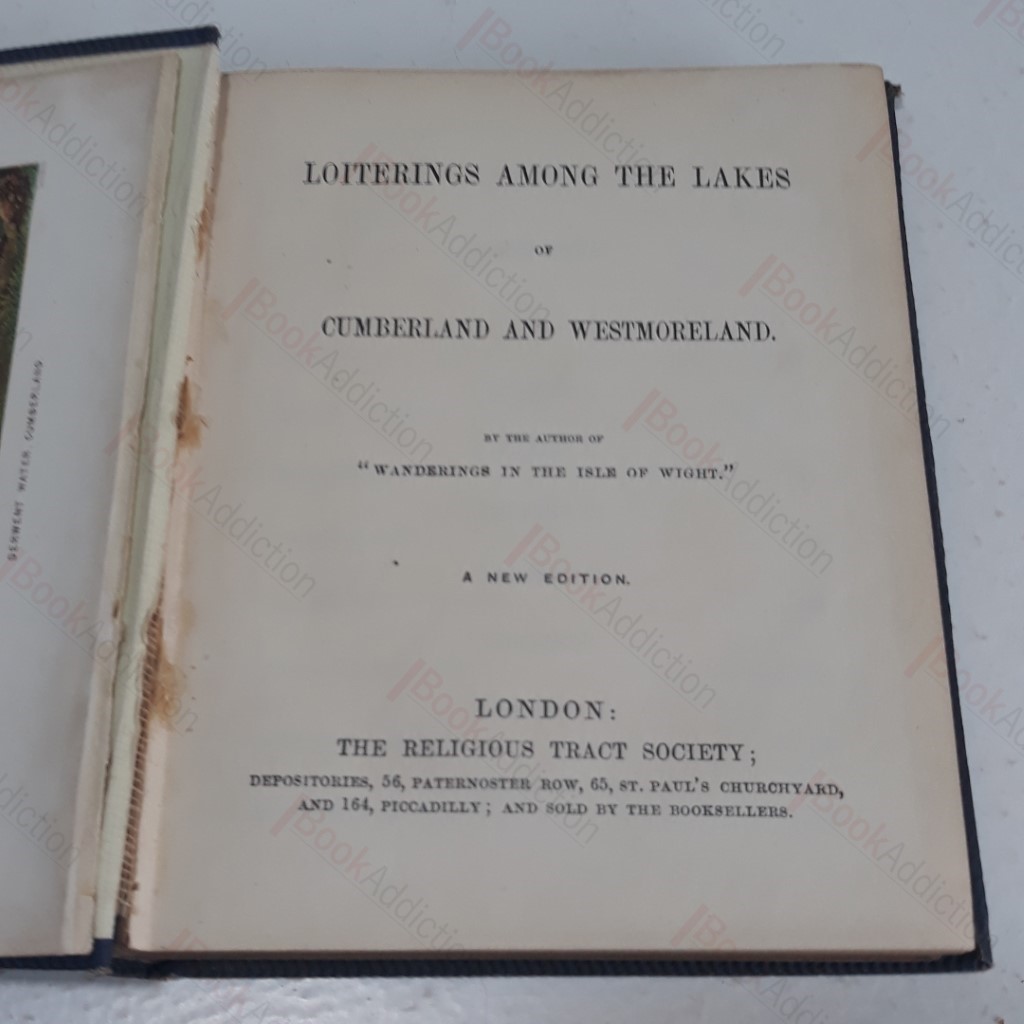 DERWENT WATER, CUMBERLAND
LOITERINGS AMONG THE LAKES
OF
CUMBERLAND AND WESTMORELAND.
BY THE AUTHOR OF
"WANDERINGS IN THE ISLE OF WIGHT."
A NEW EDITION.
LONDON:
THE RELIGIOUS TRACT SOCIETY;
DEPOSITORIES, 56, PATERNOSTER ROW, 65, ST. PAUL'S CHURCHYARD,
AND 164, PICCADILLY; AND SOLD BY THE BOOKSELLERS.
BookAddiction